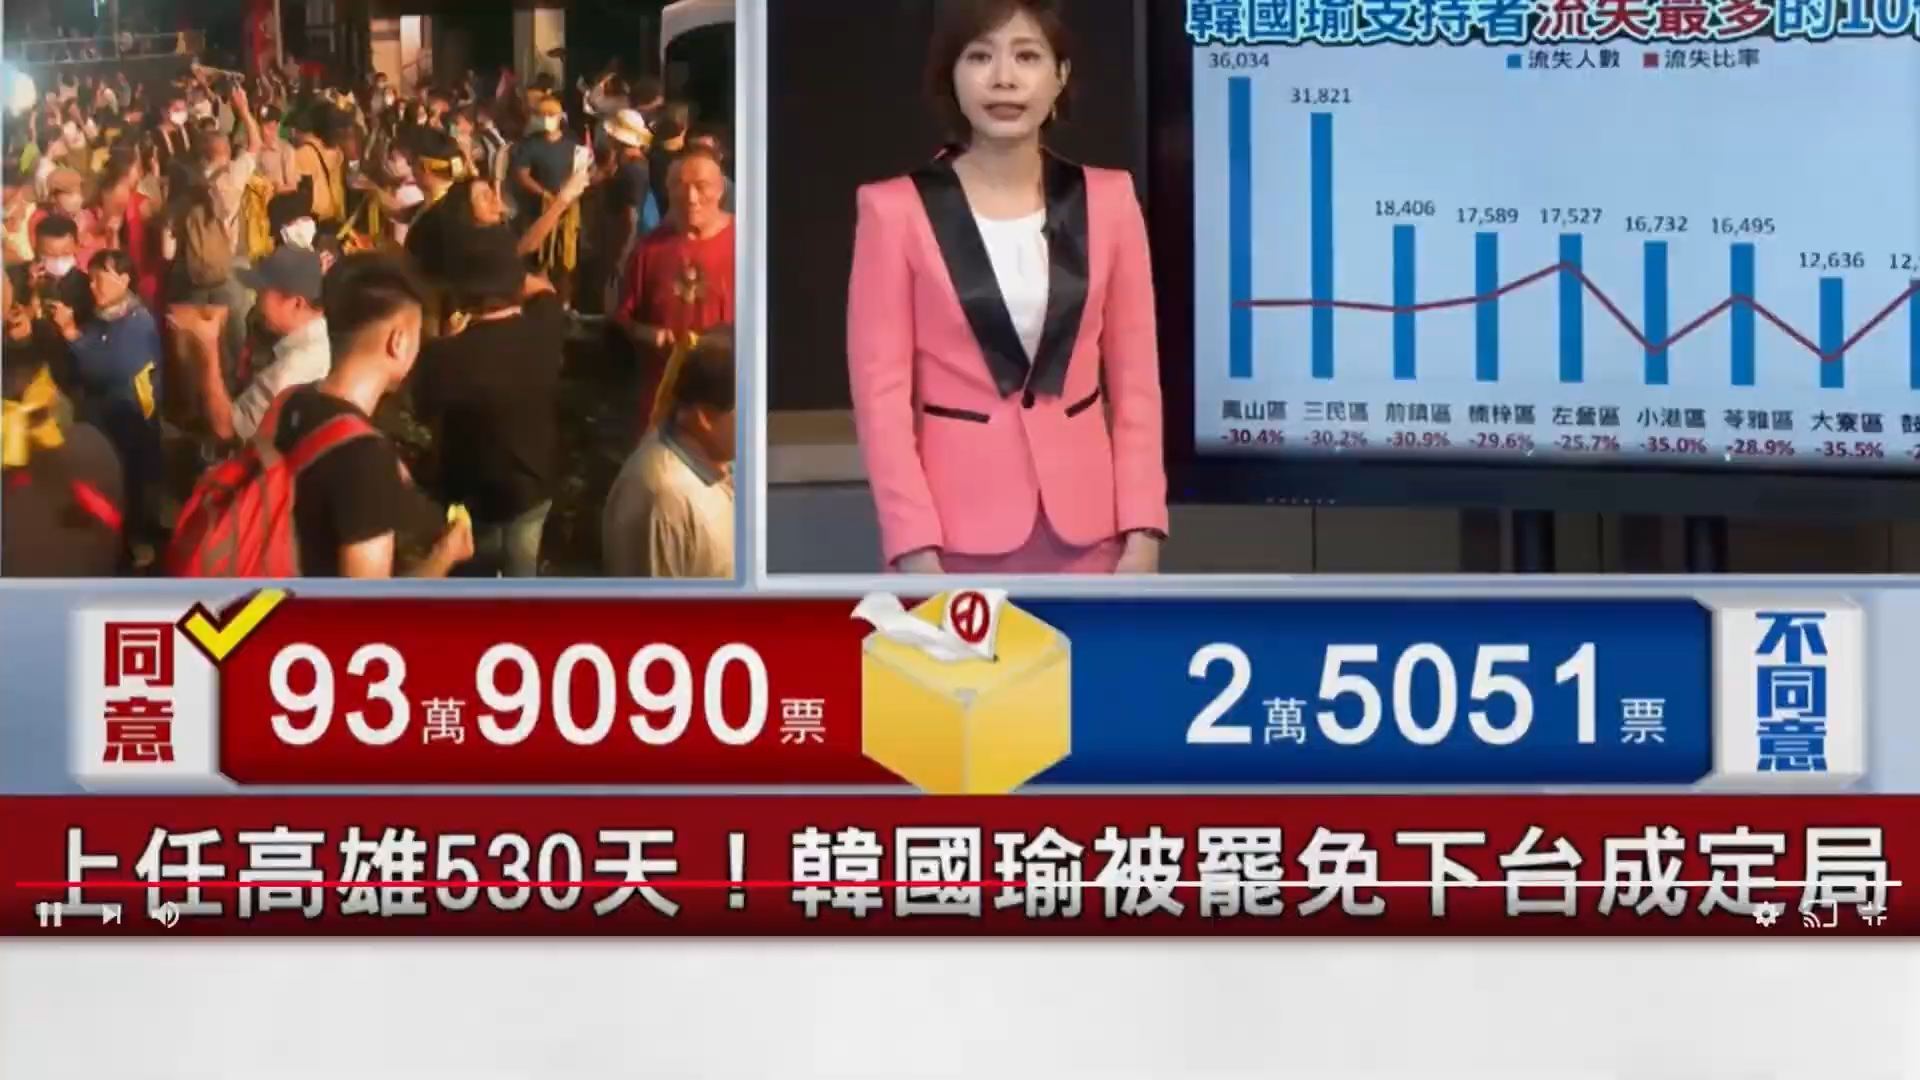 韓國瑜支持者流失最多的10
流失人數 流失比率
36,034 31,821 18,406 17,589 17,527 16,732 16,495 12,636 12,
鳳山區 三民區 前鎮區 楠梓區 左營區 小港區 苓雅區 大寮區
-30.4% -30.2% -30.9% -29.6% -25.7% -35.0% -28.9% -35.5%
同意 93萬9090票 2萬5051票 不同意
上任高雄530天！韓國瑜被罷免下台成定局